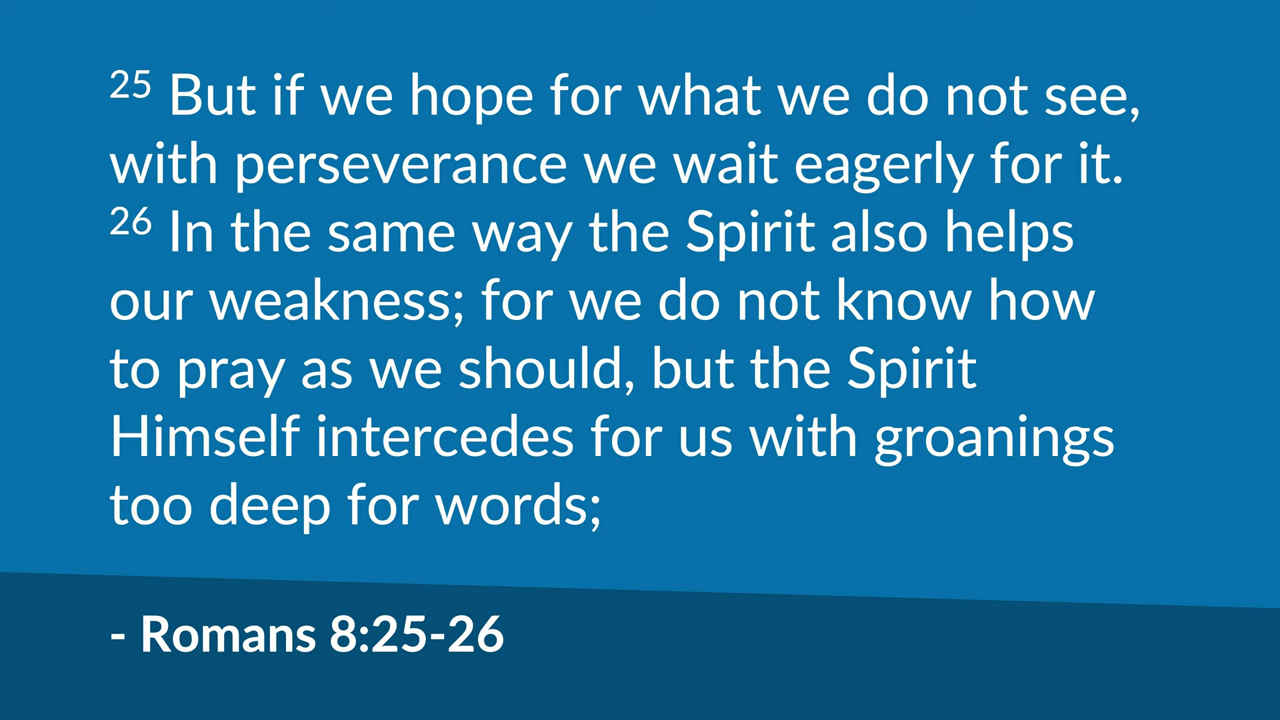 25 But if we hope for what we do not see,
with perseverance we wait eagerly for it.
26 In the same way the Spirit also helps
our weakness; for we do not know how
to pray as we should, but the Spirit
Himself intercedes for us with groanings
too deep for words;
- Romans 8:25-26